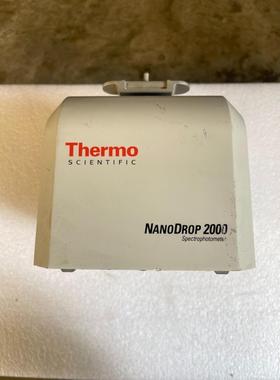 Thermo
SCIENTIFIC
NANODROP 2000
Spectrophotometer